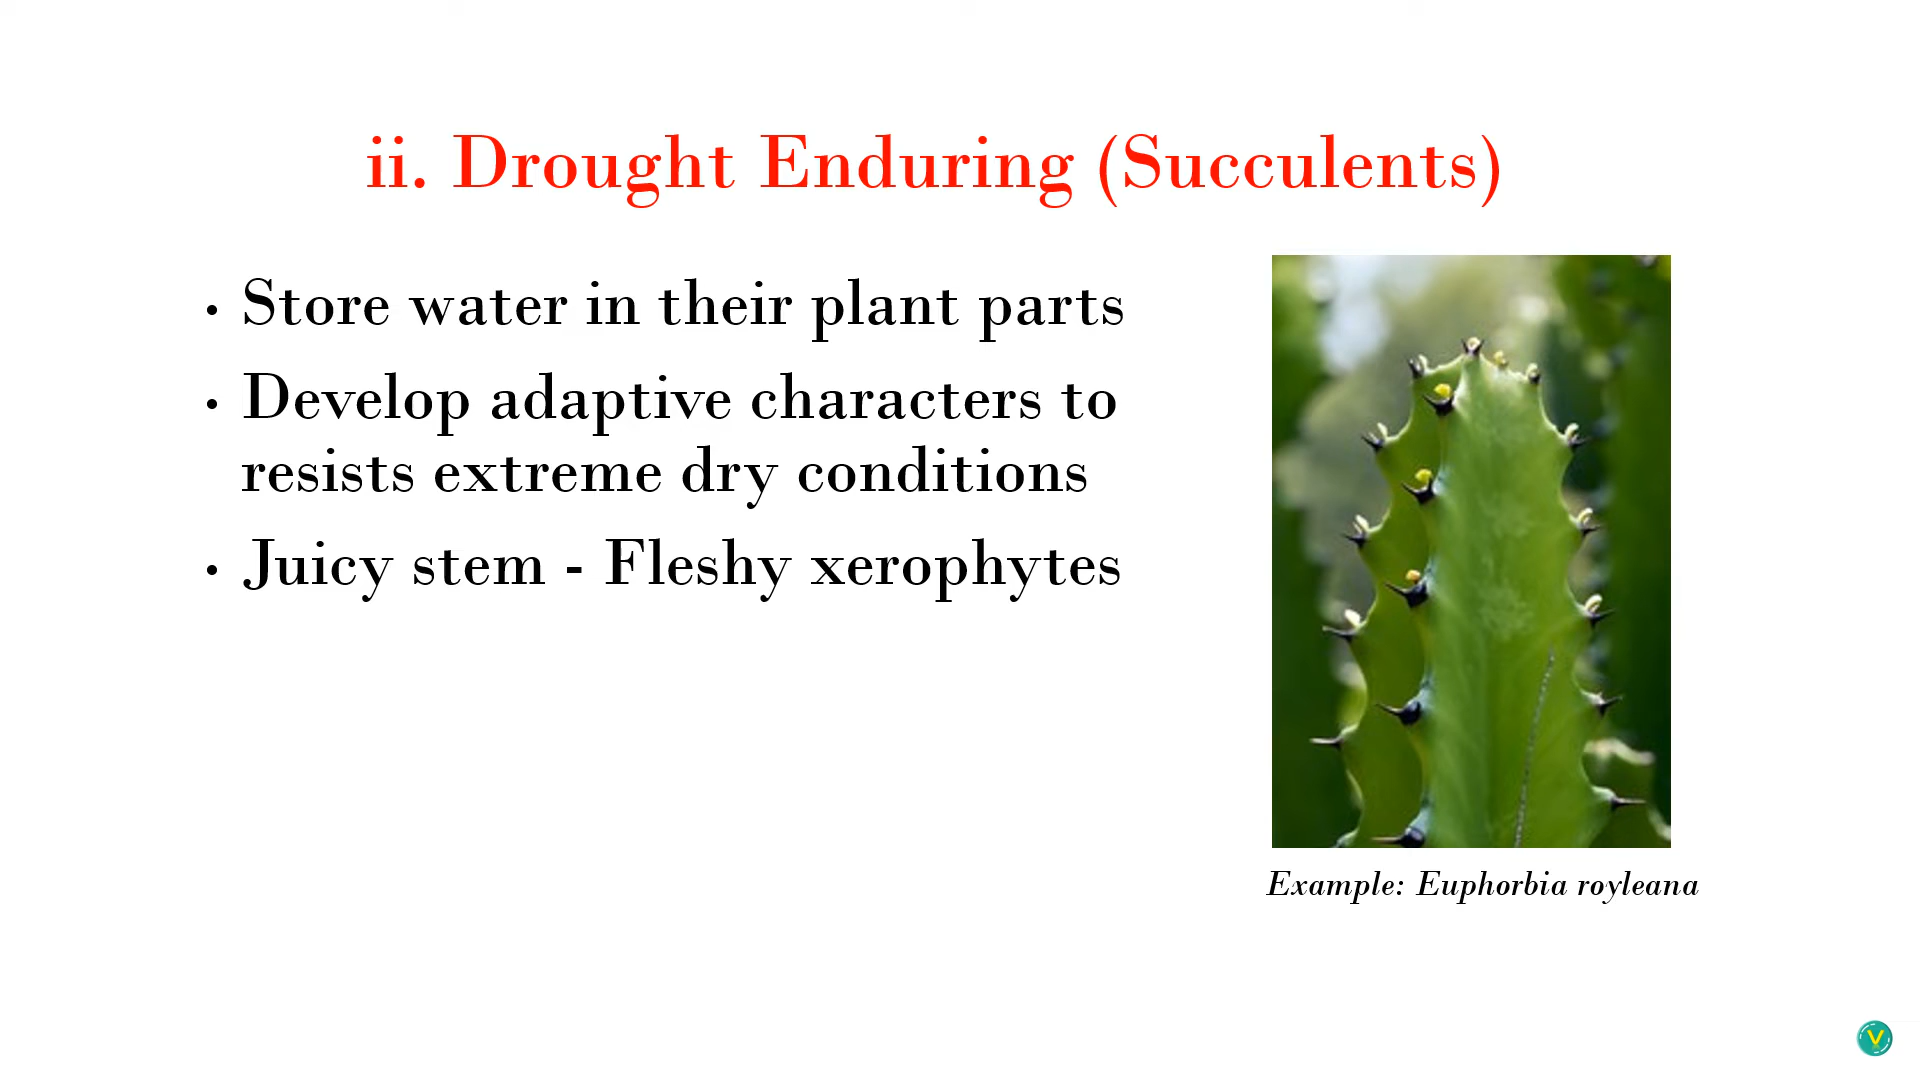 ii. Drought Enduring (Succulents)
• Store water in their plant parts
• Develop adaptive characters to
resists extreme dry conditions
• Juicy stem - Fleshy xerophytes
Example: Euphorbia royleana
V